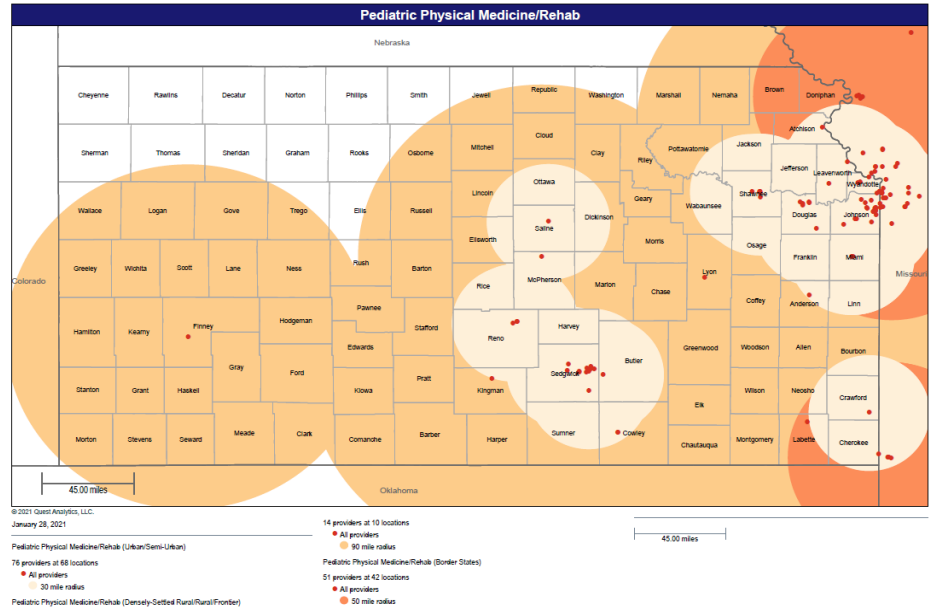 Pediatric Physical Medicine/Rehab
Nebraska
Cheyenne Rawlins Decatur Norton Phillips Smith Jewell Republic Washington Marshall Nemaha Brown Doniphan
Atchison
Sherman Thomas Sheridan Graham Rooks Osborne Mitchell Cloud Clay Riley Pottawatomie Jackson Jefferson Leavenworth Wyandotte
Ottawa
Wallace Logan Gove Trego Ellis Russell Lincoln Dickinson Geary Wabaunsee Shawnee Douglas Johnson
Saline
Ellsworth Morris Osage Franklin Miami
Greeley Wichita Scott Lane Ness Rush Barton Lyon
Colorado Missouri
Rice McPherson Marion Chase Coffey Anderson Linn
Pawnee
Hamilton Kearny Finney Hodgeman Stafford Reno Harvey
Edwards Greenwood Woodson Allen Bourbon
Gray Ford Sedgwick Butler
Stanton Grant Haskell Kiowa Pratt Kingman Elk Wilson Neosho Crawford
Morton Stevens Seward Meade Clark Comanche Barber Harper Sumner Cowley Chautauqua Montgomery Labette Cherokee
45.00 miles
Oklahoma
© 2021 Quest Analytics, LLC.
January 28, 2021
Pediatric Physical Medicine/Rehab (Urban/Semi-Urban)
76 providers at 68 locations
All providers
30 mile radius
Pediatric Physical Medicine/Rehab (Densely-Settled Rural/Rural/Frontier)
14 providers at 10 locations
All providers
90 mile radius
Pediatric Physical Medicine/Rehab (Border States)
51 providers at 42 locations
All providers
50 mile radius
45.00 miles